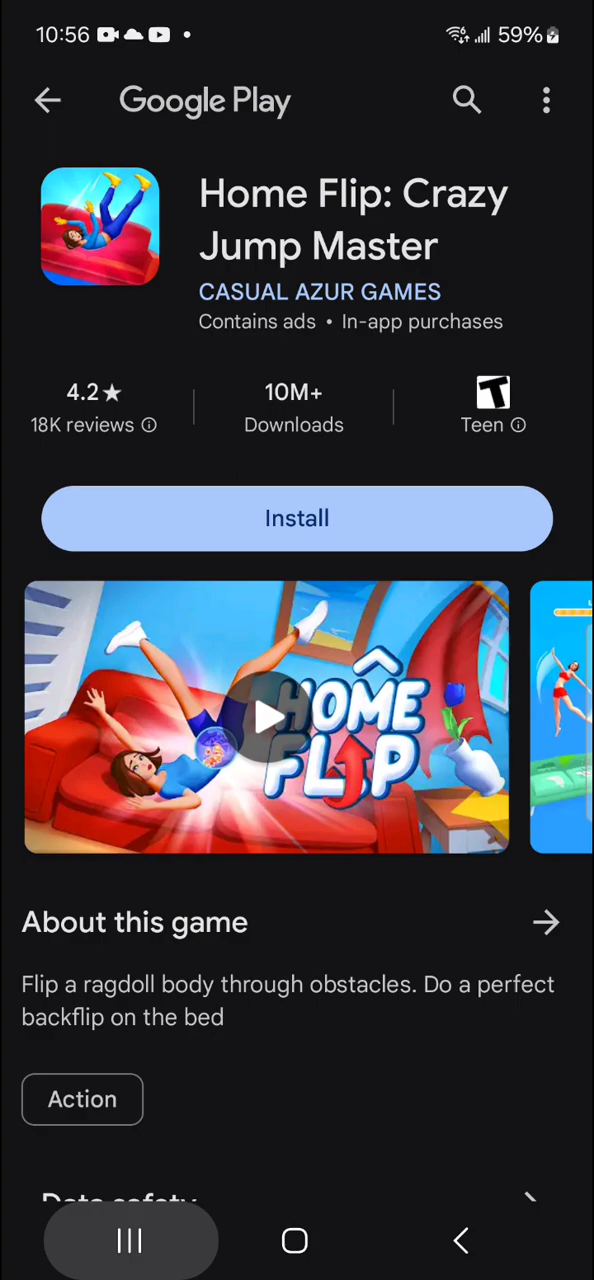 10:56
59%
Google Play
Home Flip: Crazy
Jump Master
CASUAL AZUR GAMES
Contains ads • In-app purchases
4.2★
18K reviews
10M+
Downloads
T
Teen
Install
HOME
FLIP
About this game
Flip a ragdoll body through obstacles. Do a perfect
backflip on the bed
Action
Data safety